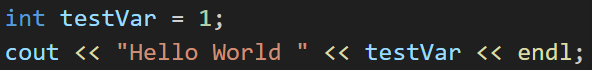 int testVar = 1;
cout << "Hello World " << testVar << endl;